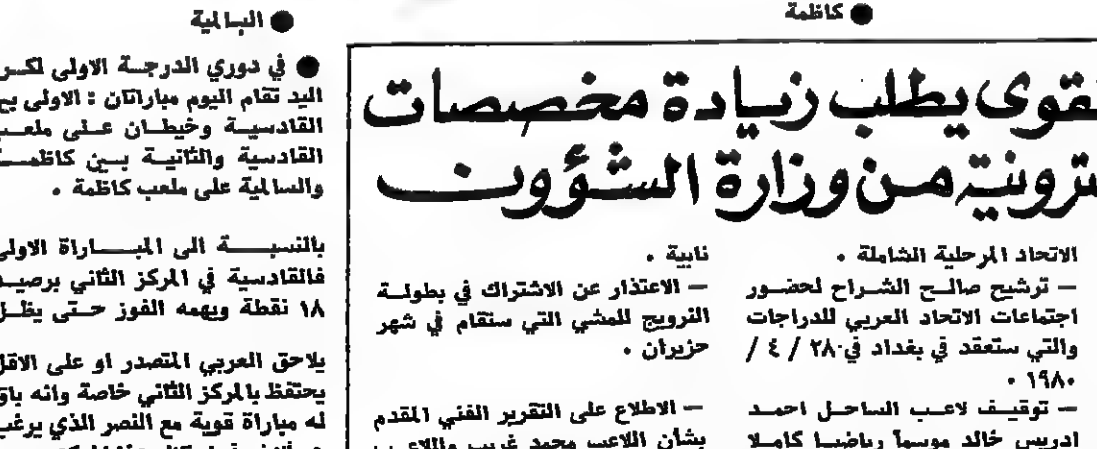 ● كاظمة
نقوى يطلب زيادة مخصصات
ترونية من وزارة الشؤون
الاتحاد المرحلية الشاملة .
— ترشيح صالح الشراح لحضور
اجتماعات الاتحاد العربي للدراجات
والتي ستعقد في بغداد في ٢٨ / ٤ /
١٩٨٠ .
— توقيف لاعب الساحل احمد
ادريس خالد موسما رياضيا كاملا
نابية .
— الاعتذار عن الاشتراك في بطولة
النرويج للمشي التي ستقام في شهر
حزيران .
— الاطلاع على التقرير الفني المقدم
بشأن اللاعب محمد غريب واللاعب
● السالمية
● في دوري الدرجة الاولى لكر
اليد تقام اليوم مباراتان : الاولى بي
القادسية وخيطان على ملعب
القادسية والثانية بين كاظمة
والسالمية على ملعب كاظمة .
بالنسبة الى المباراة الاولى
فالقادسية في المركز الثاني برصيد
١٨ نقطة ويهمه الفوز حتى يظل
يلاحق العربي المتصدر او على الاقل
يحتفظ بالمركز الثاني خاصة وانه باق
له مباراة قوية مع النصر الذي يرغب